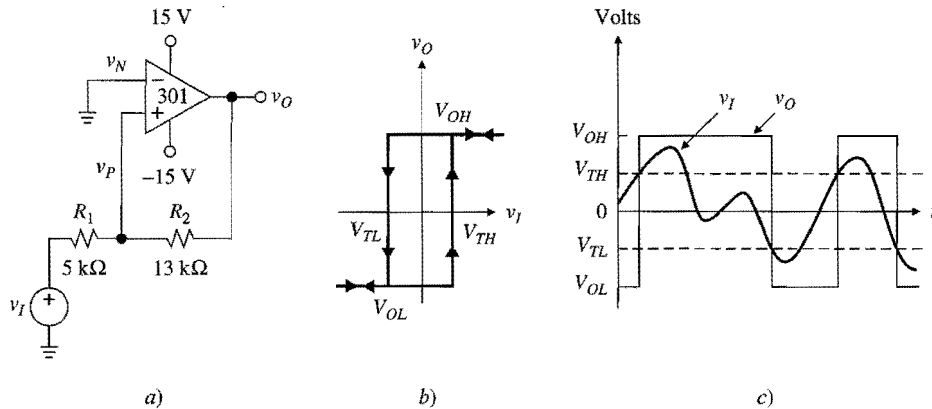 15 V
v_N
301
v_O
v_P
−15 V
R_1
R_2
5 kΩ
13 kΩ
v_I
a)
v_O
V_OH
V_TL
V_TH
v_I
V_OL
b)
Volts
v_I v_O
V_OH
V_TH
0
V_TL
V_OL
c)